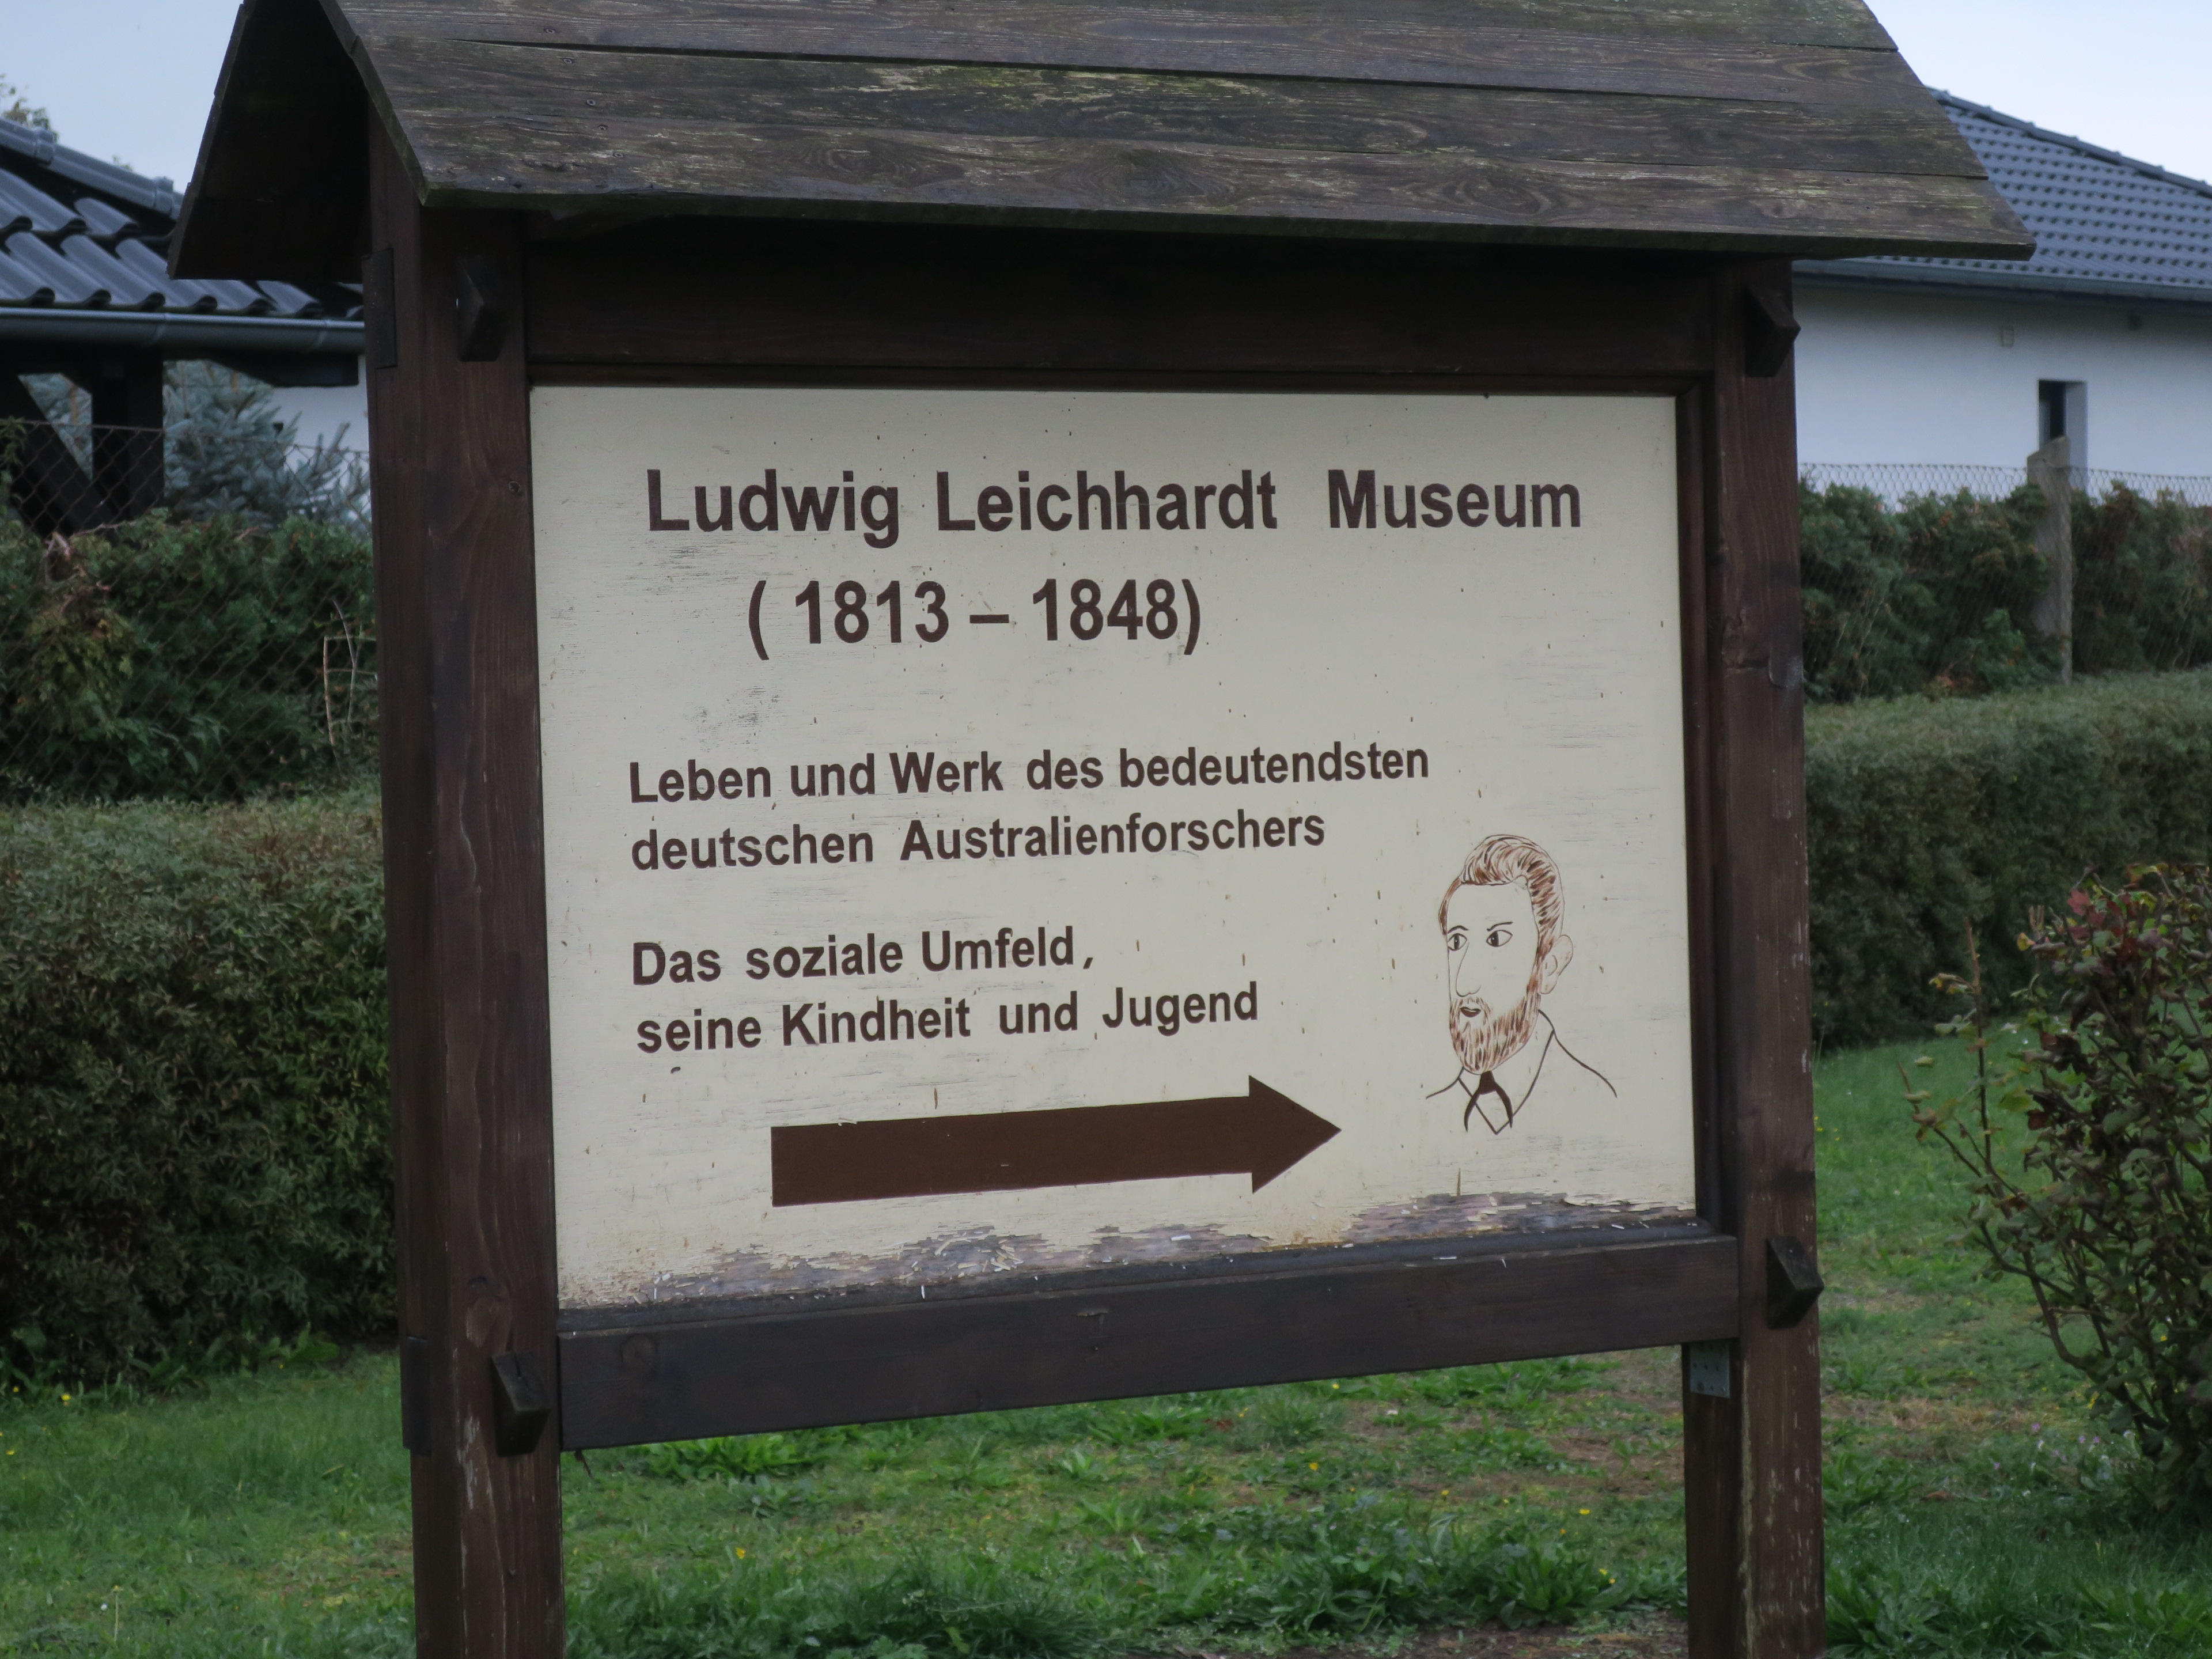 Ludwig Leichhardt Museum
( 1813 – 1848)
Leben und Werk des bedeutendsten
deutschen Australienforschers
Das soziale Umfeld,
seine Kindheit und Jugend